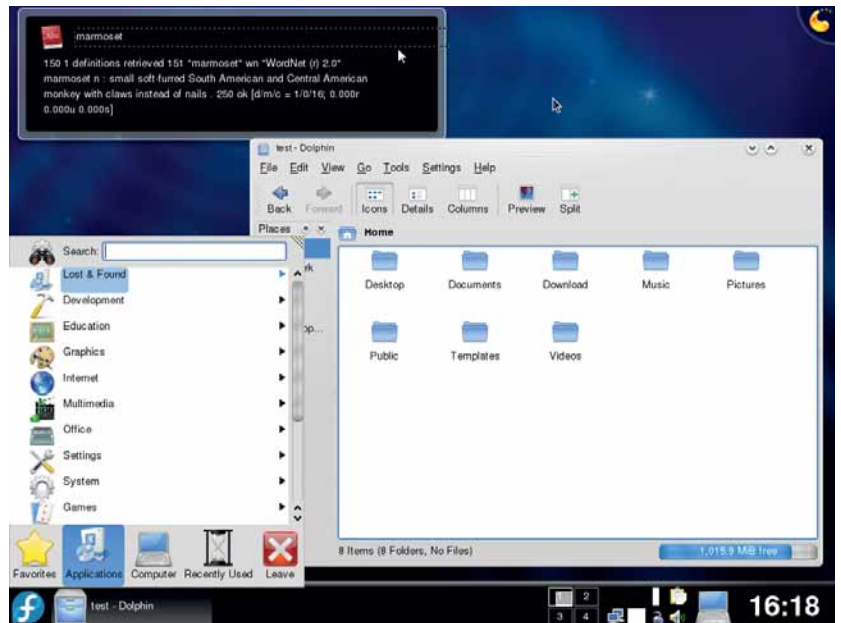 marmoset
150 1 definitions retrieved 151 "marmoset" wn "WordNet (r) 2.0"
marmoset n : small soft-furred South American and Central American
monkey with claws instead of nails . 250 ok [d/m/c = 1/0/16; 0.000r
0.000u 0.000s]
test - Dolphin
File Edit View Go Tools Settings Help
Back Forward Icons Details Columns Preview Split
Places
Home
Desktop Documents Download Music Pictures
Public Templates Videos
8 Items (8 Folders, No Files)
1,015.9 MiB free
Search:
Lost & Found
Development
Education
Graphics
Internet
Multimedia
Office
Settings
System
Games
Favorites Applications Computer Recently Used Leave
test - Dolphin
1 2
3 4
16:18